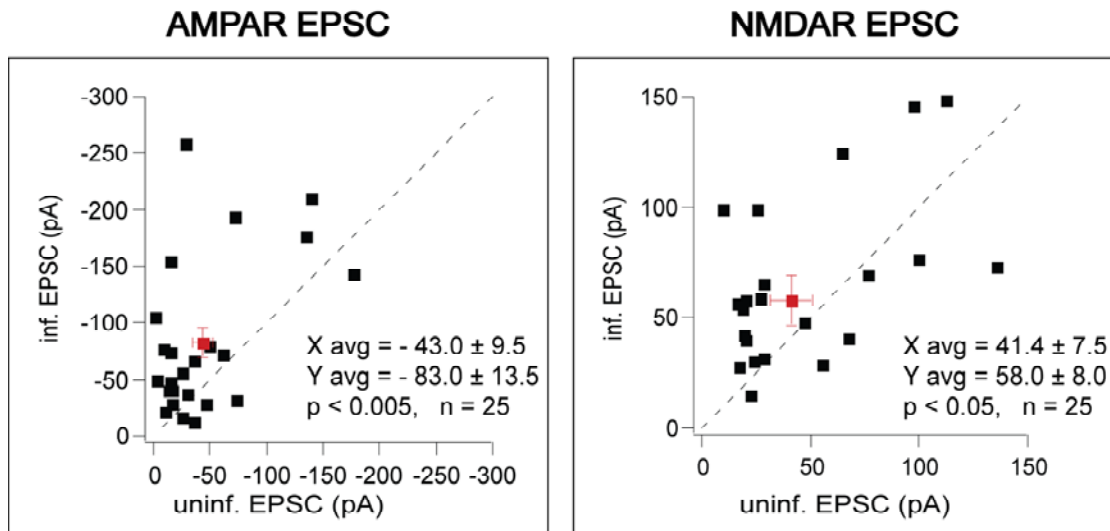 AMPAR EPSC
-300
-250
-200
-150
-100
-50
0
inf. EPSC (pA)
X avg = - 43.0 ± 9.5
Y avg = - 83.0 ± 13.5
p < 0.005, n = 25
0 -50 -100 -150 -200 -250 -300
uninf. EPSC (pA)
NMDAR EPSC
150
100
50
0
inf. EPSC (pA)
X avg = 41.4 ± 7.5
Y avg = 58.0 ± 8.0
p < 0.05, n = 25
0 50 100 150
uninf. EPSC (pA)